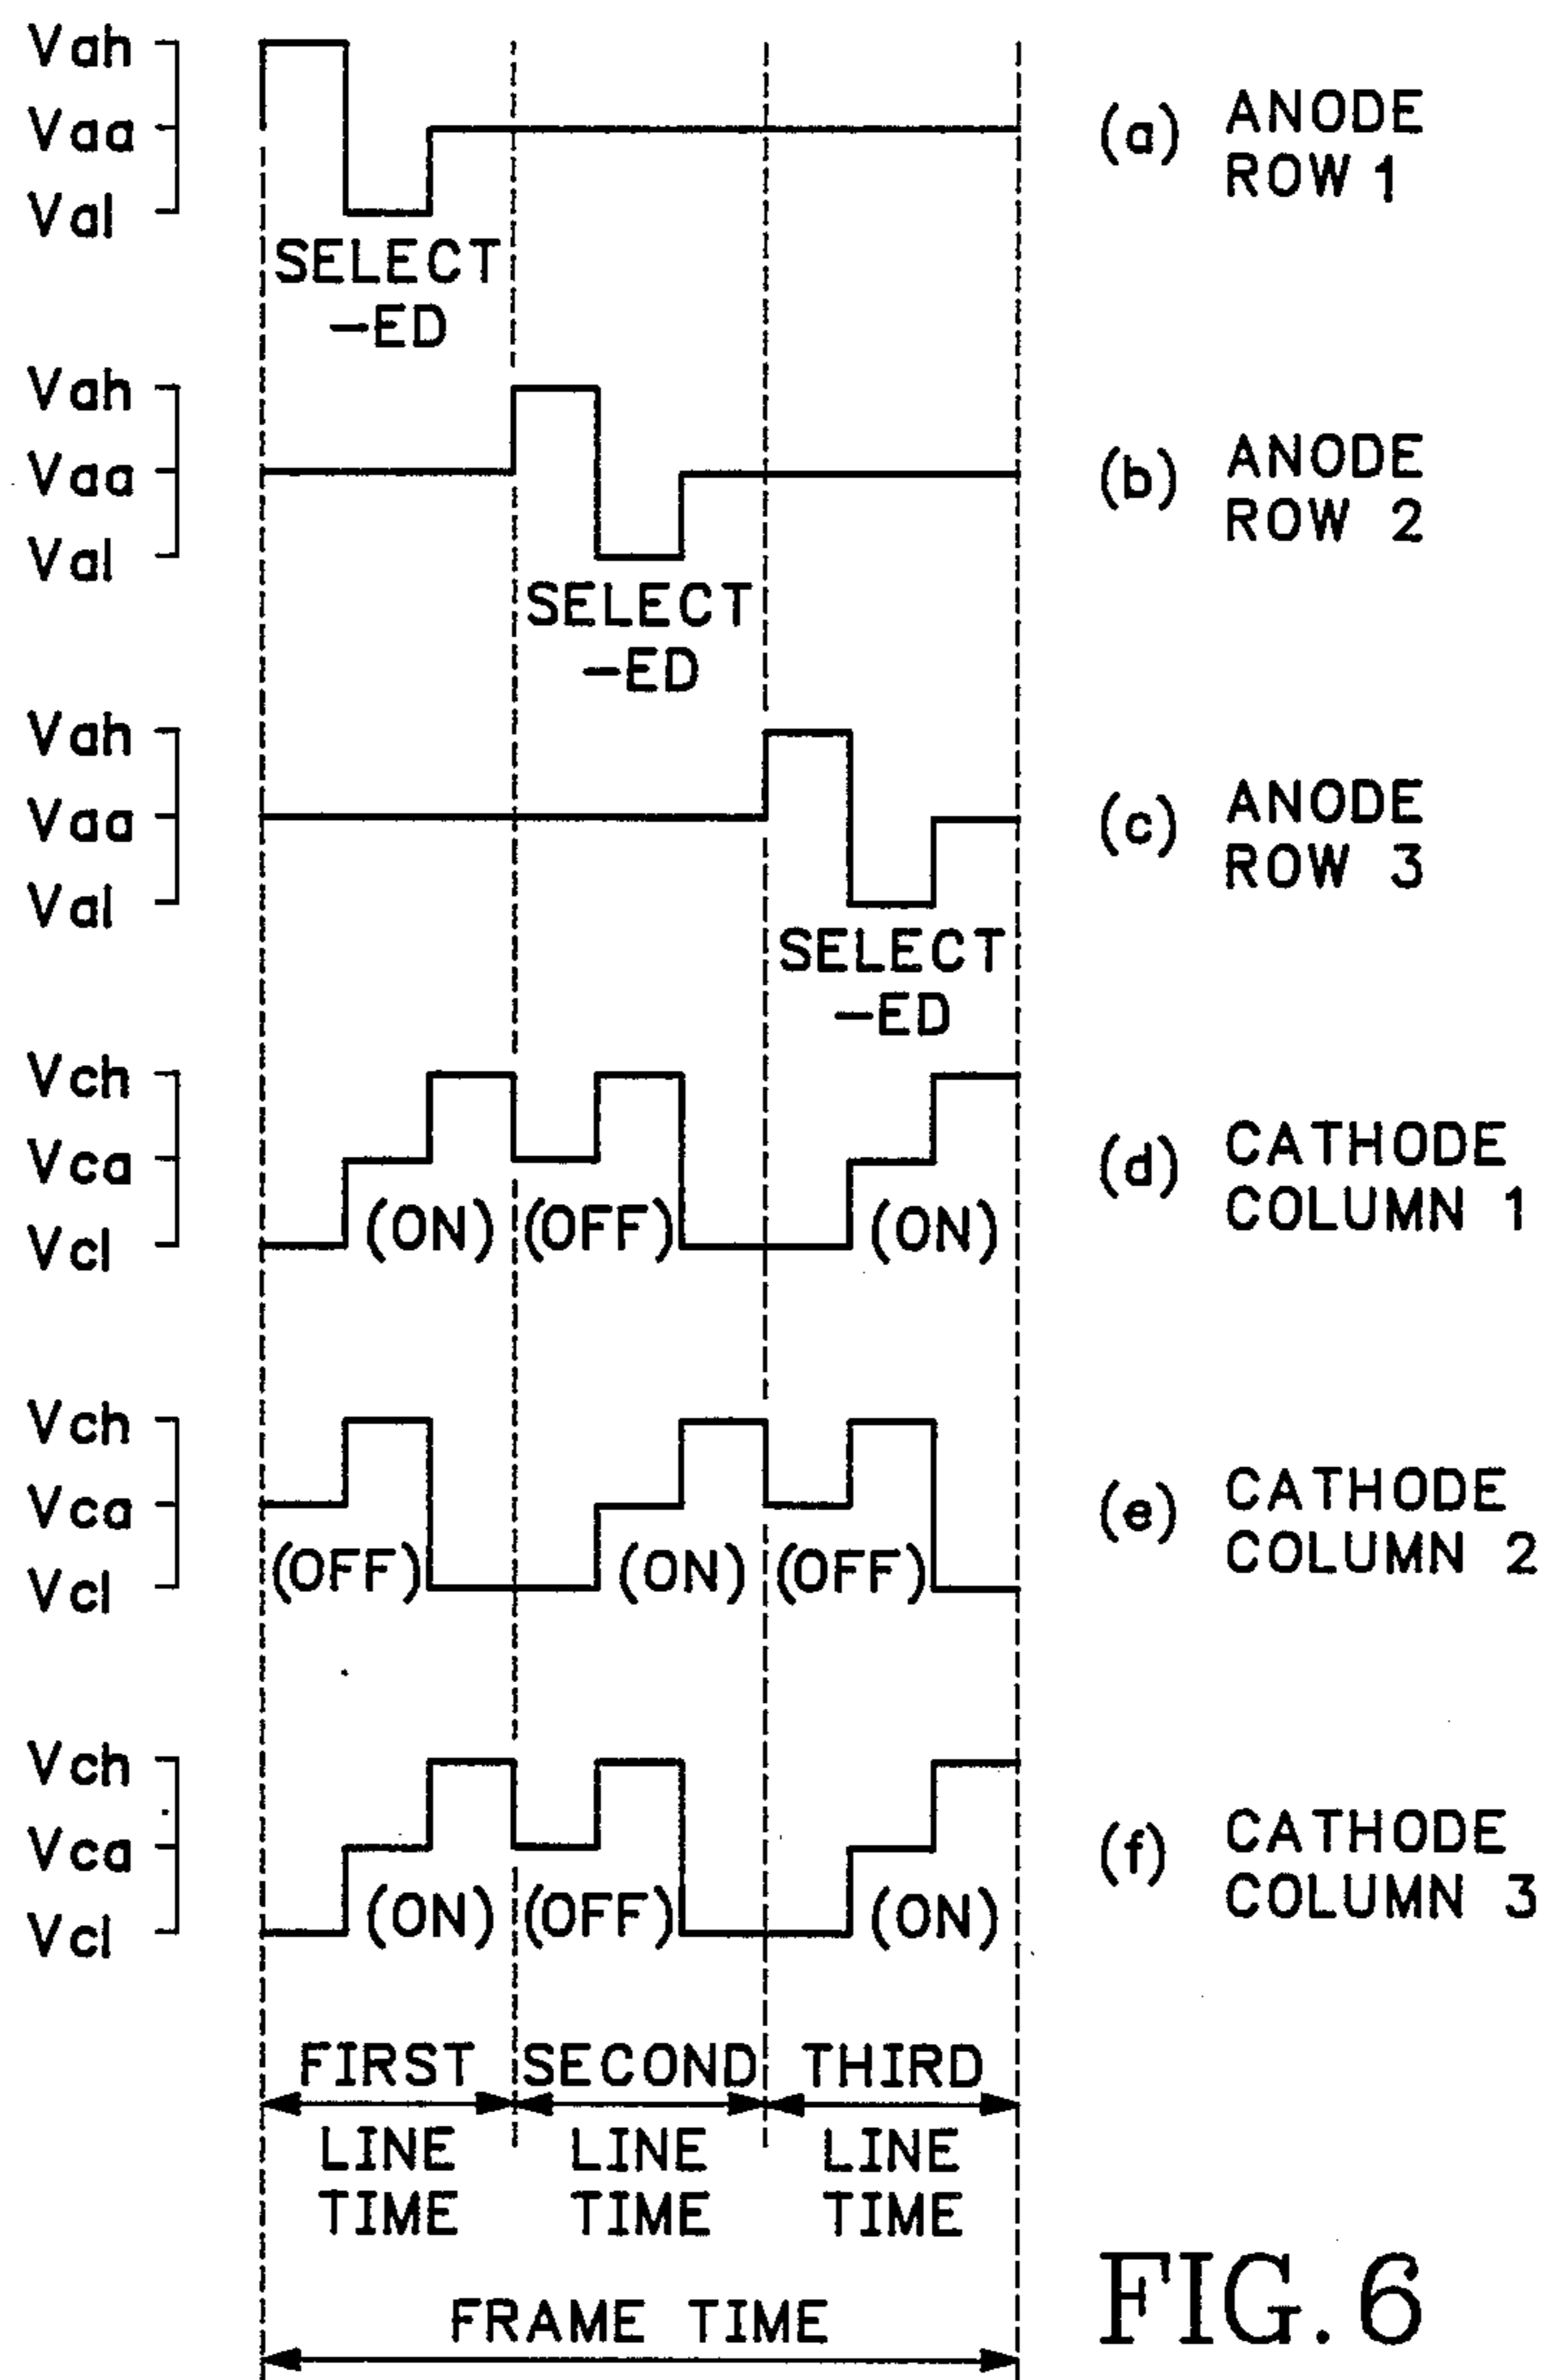 Vah
Vaa
Val
SELECT
-ED
(a) ANODE
ROW 1
Vah
Vaa
Val
SELECT
-ED
(b) ANODE
ROW 2
Vah
Vaa
Val
SELECT
-ED
(c) ANODE
ROW 3
Vch
Vca
Vcl
(ON) (OFF) (ON)
(d) CATHODE
COLUMN 1
Vch
Vca
Vcl
(OFF) (ON) (OFF)
(e) CATHODE
COLUMN 2
Vch
Vca
Vcl
(ON) (OFF) (ON)
(f) CATHODE
COLUMN 3
FIRST SECOND THIRD
LINE LINE LINE
TIME TIME TIME
FRAME TIME
FIG. 6